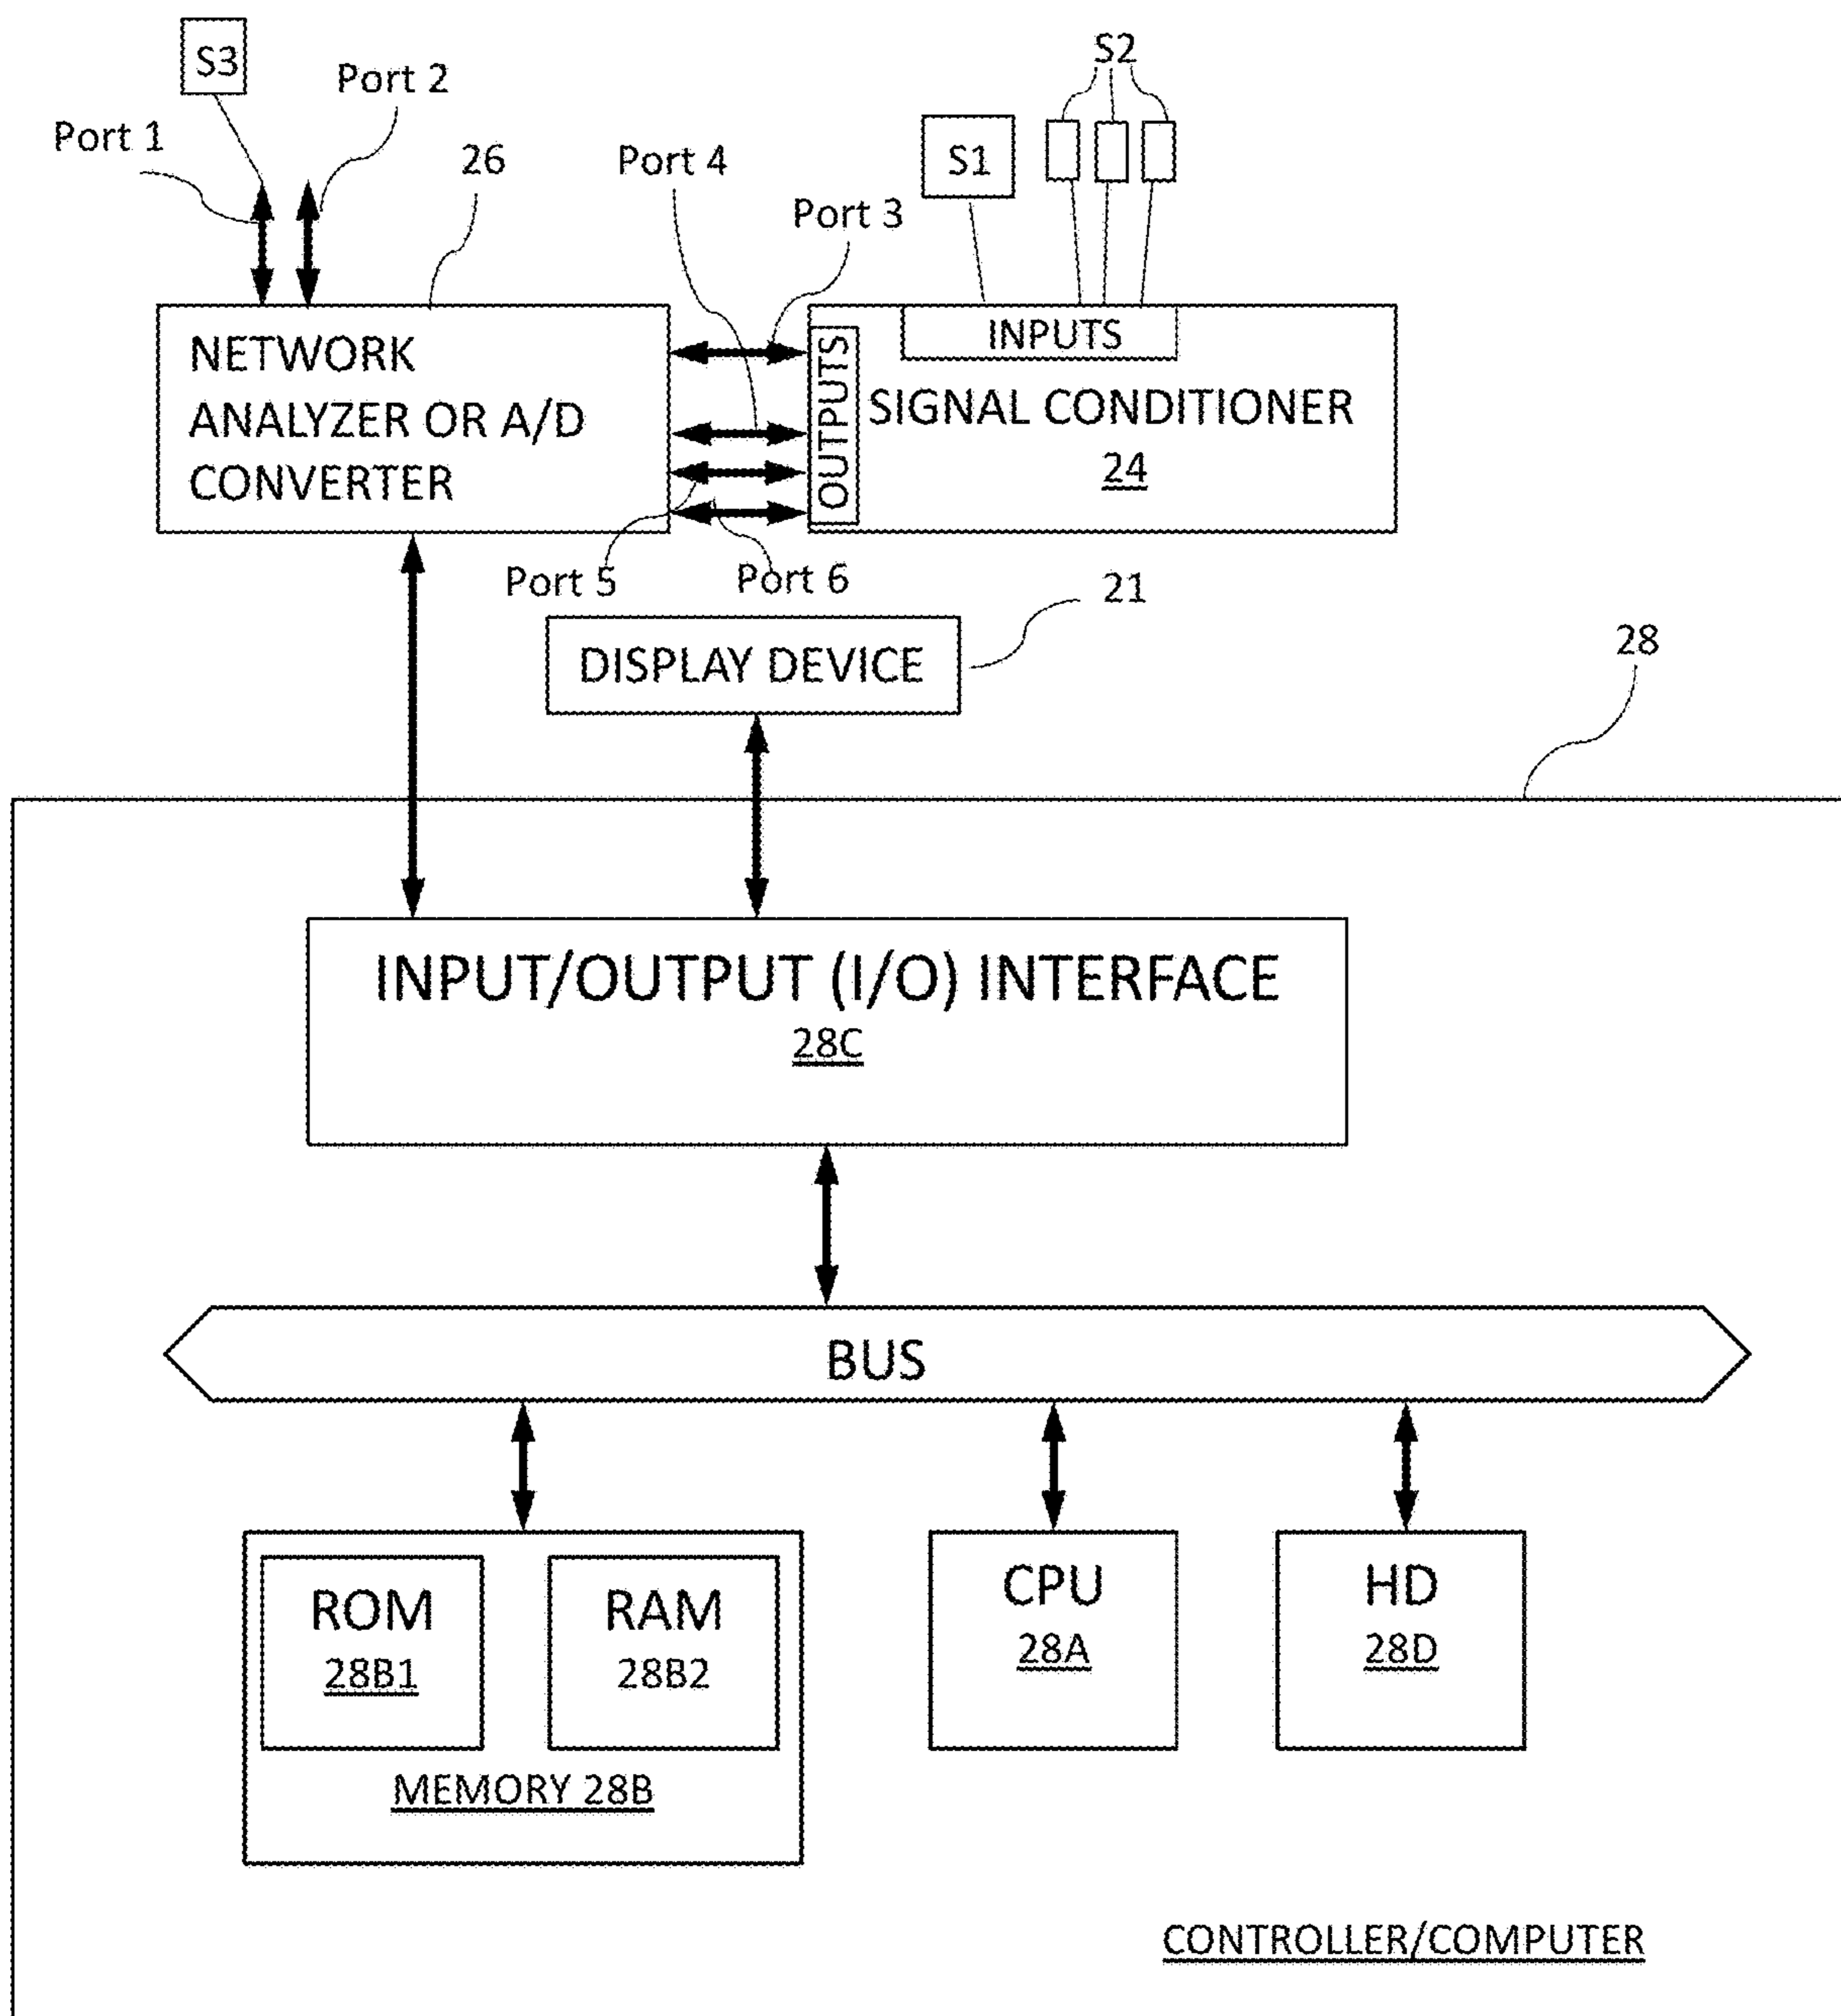 S3
S2
Port 2
Port 1
26
Port 4
S1
Port 3
INPUTS
NETWORK
ANALYZER OR A/D
CONVERTER
OUTPUTS
SIGNAL CONDITIONER
24
Port 5
Port 6
21
DISPLAY DEVICE
28
INPUT/OUTPUT (I/O) INTERFACE
28C
BUS
ROM
28B1
RAM
28B2
MEMORY 28B
CPU
28A
HD
28D
CONTROLLER/COMPUTER